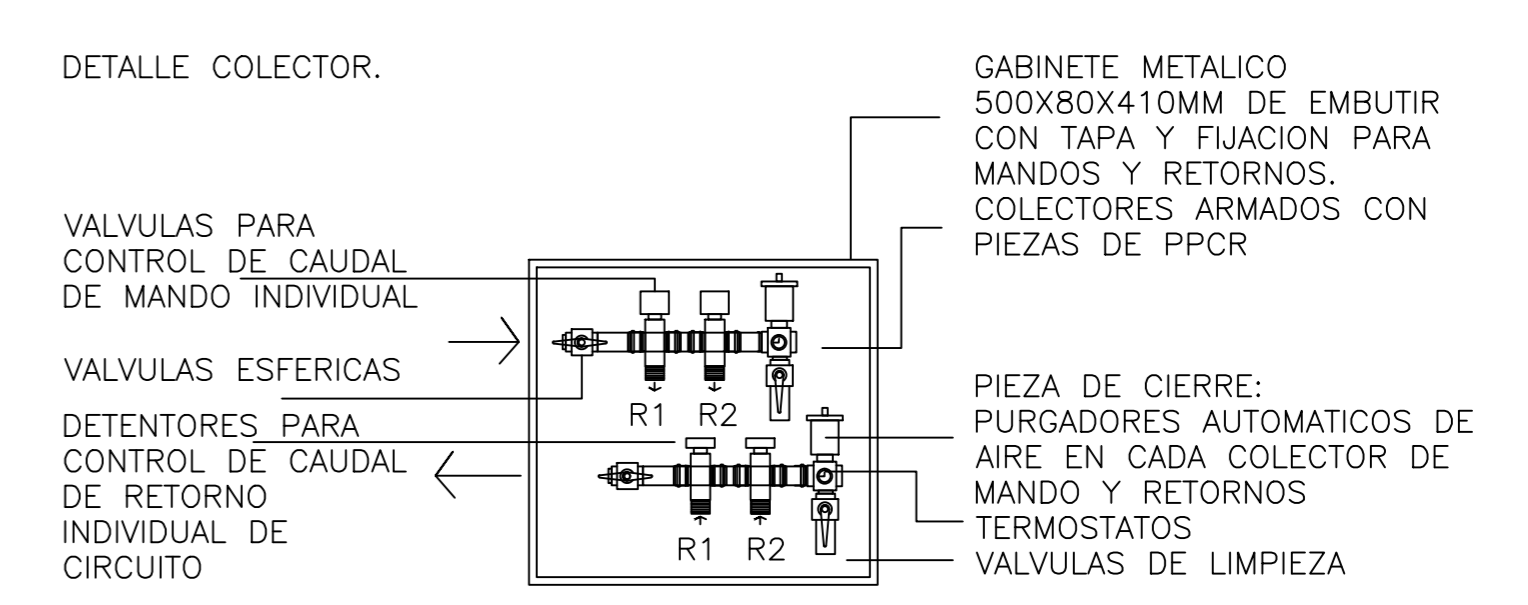 DETALLE COLECTOR.
GABINETE METALICO
500X80X410MM DE EMBUTIR
CON TAPA Y FIJACION PARA
MANDOS Y RETORNOS.
COLECTORES ARMADOS CON
PIEZAS DE PPCR
VALVULAS PARA
CONTROL DE CAUDAL
DE MANDO INDIVIDUAL
VALVULAS ESFERICAS
DETENTORES PARA
CONTROL DE CAUDAL
DE RETORNO
INDIVIDUAL DE
CIRCUITO
R1 R2
R1 R2
PIEZA DE CIERRE:
PURGADORES AUTOMATICOS DE
AIRE EN CADA COLECTOR DE
MANDO Y RETORNOS
TERMOSTATOS
VALVULAS DE LIMPIEZA